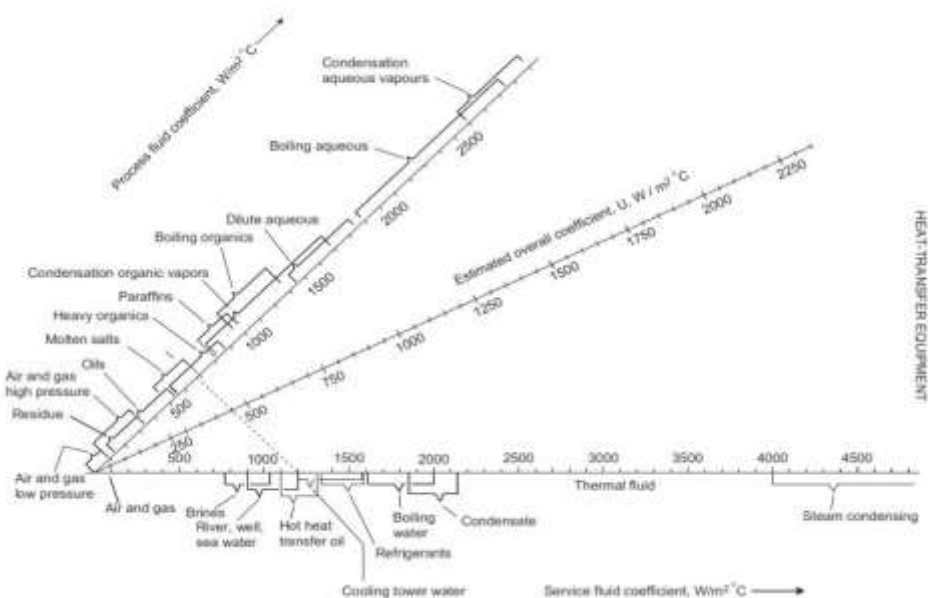 Process fluid coefficient, W/m² °C
Condensation
aqueous vapours
Boiling aqueous
Dilute aqueous
Boiling organics
Condensation organic vapors
Paraffins
Heavy organics
Molten salts
Oils
Air and gas
high pressure
Residue
Air and gas
low pressure
500
1000
1500
2000
2500
Estimated overall coefficient, U, W / m² °C
250
500
750
1000
1250
1500
1750
2000
2250
HEAT-TRANSFER EQUIPMENT
500 1000 1500 2000 2500 3000 3500 4000 4500
Thermal fluid
Air and gas
Brines
River, well,
sea water
Hot heat
transfer oil
Refrigerants
Boiling
water
Condensate
Steam condensing
Cooling tower water
Service fluid coefficient, W/m² °C